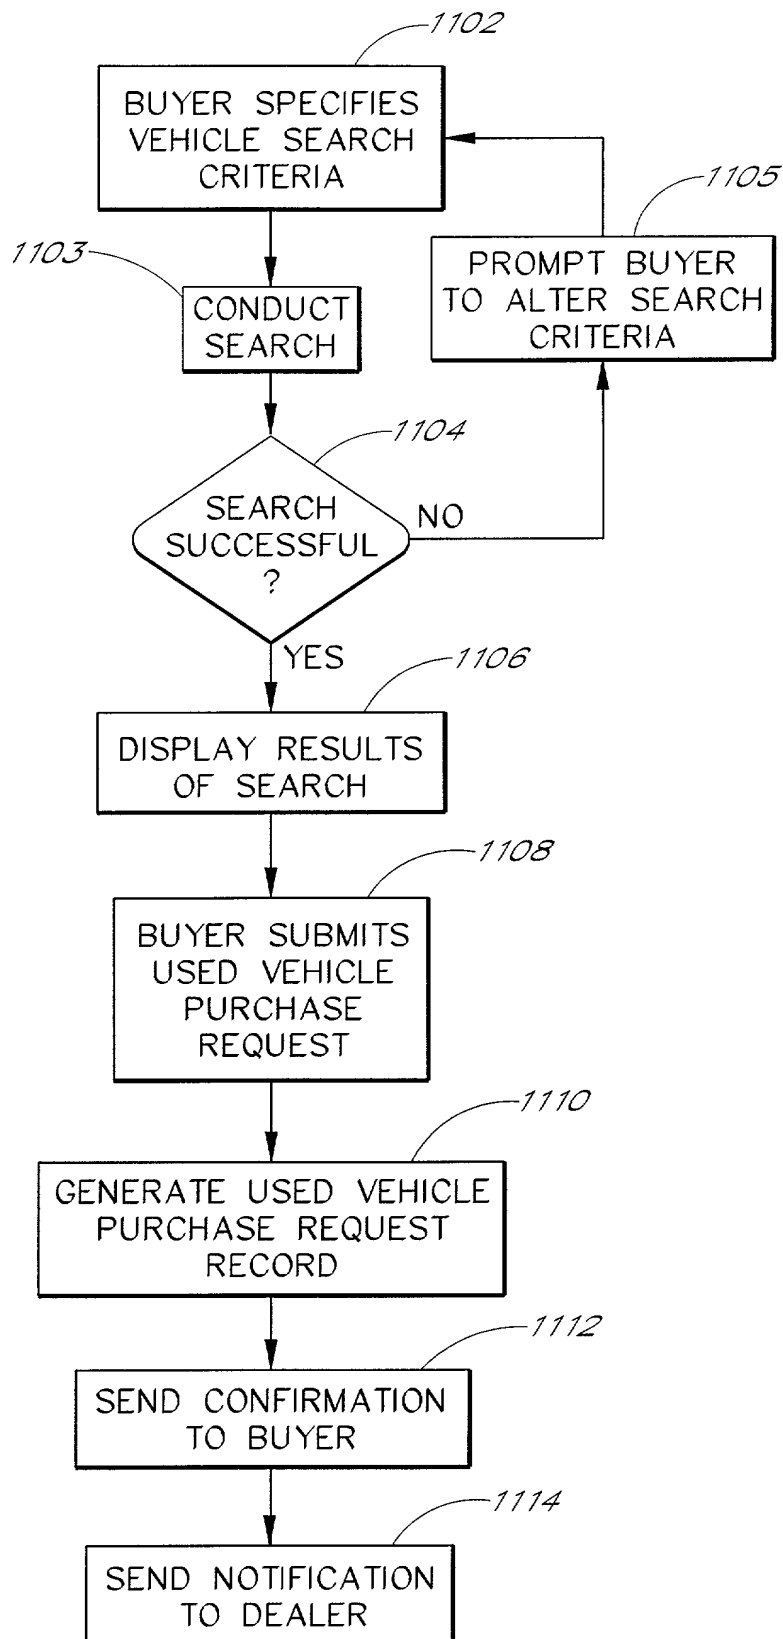 1102
BUYER SPECIFIES
VEHICLE SEARCH
CRITERIA
1105
PROMPT BUYER
TO ALTER SEARCH
CRITERIA
1103
CONDUCT
SEARCH
1104
SEARCH
SUCCESSFUL
?
NO
YES
1106
DISPLAY RESULTS
OF SEARCH
1108
BUYER SUBMITS
USED VEHICLE
PURCHASE
REQUEST
1110
GENERATE USED VEHICLE
PURCHASE REQUEST
RECORD
1112
SEND CONFIRMATION
TO BUYER
1114
SEND NOTIFICATION
TO DEALER